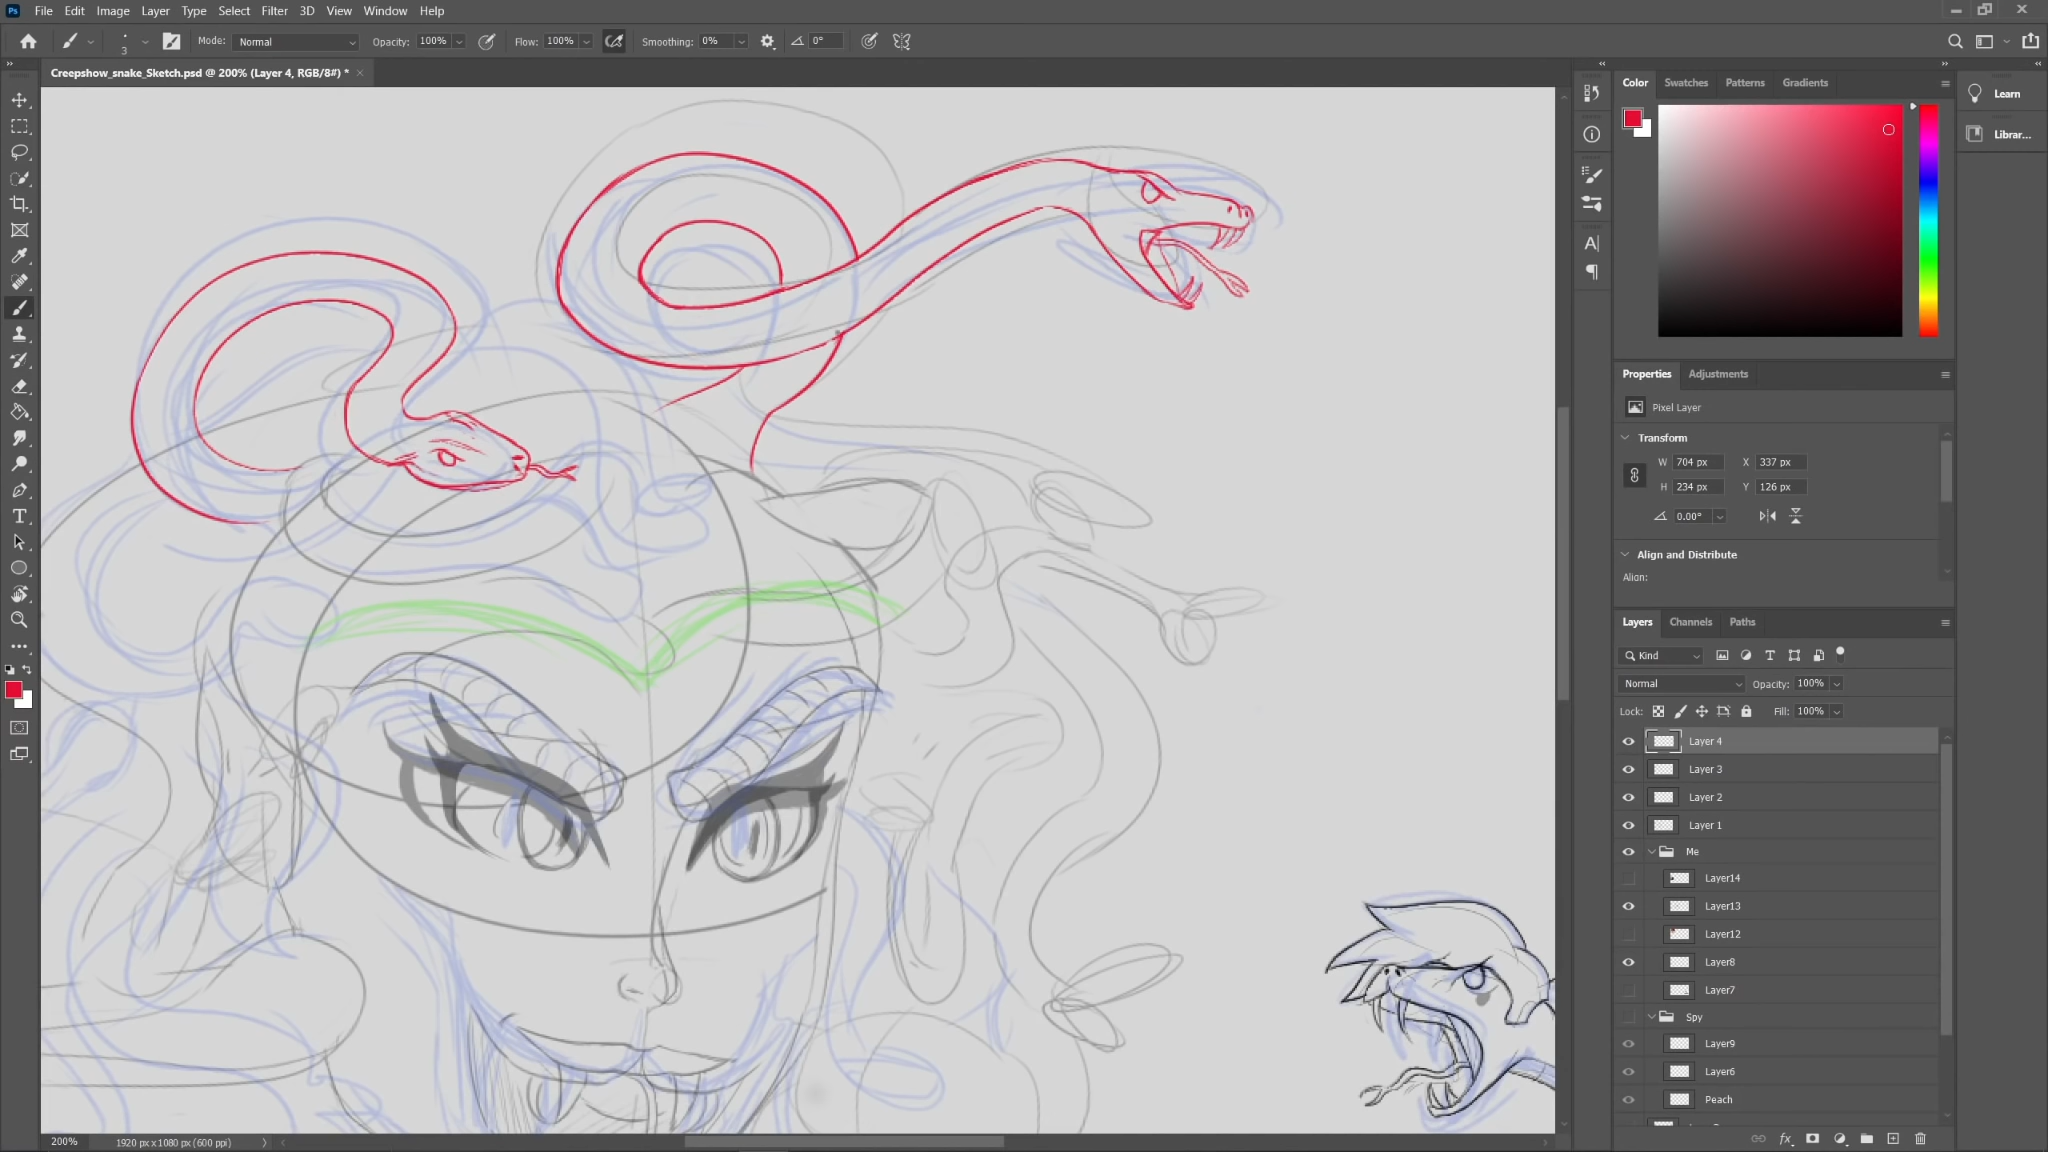 Ps File Edit Image Layer Type Select Filter 3D View Window Help
3 Mode: Normal Opacity: 100% Flow: 100% Smoothing: 0% 0°
Creepshow_snake_Sketch.psd @ 200% (Layer 4, RGB/8#) *
Color Swatches Patterns Gradients
Learn
Librar...
Properties Adjustments
Pixel Layer
Transform
W 704 px X 337 px
H 234 px Y 126 px
0.00°
Align and Distribute
Align:
Layers Channels Paths
Kind
Normal Opacity: 100%
Lock: Fill: 100%
Layer 4
Layer 3
Layer 2
Layer 1
Me
Layer14
Layer13
Layer12
Layer8
Layer7
Spy
Layer9
Layer6
Peach
200% 1920 px x 1080 px (600 ppi)